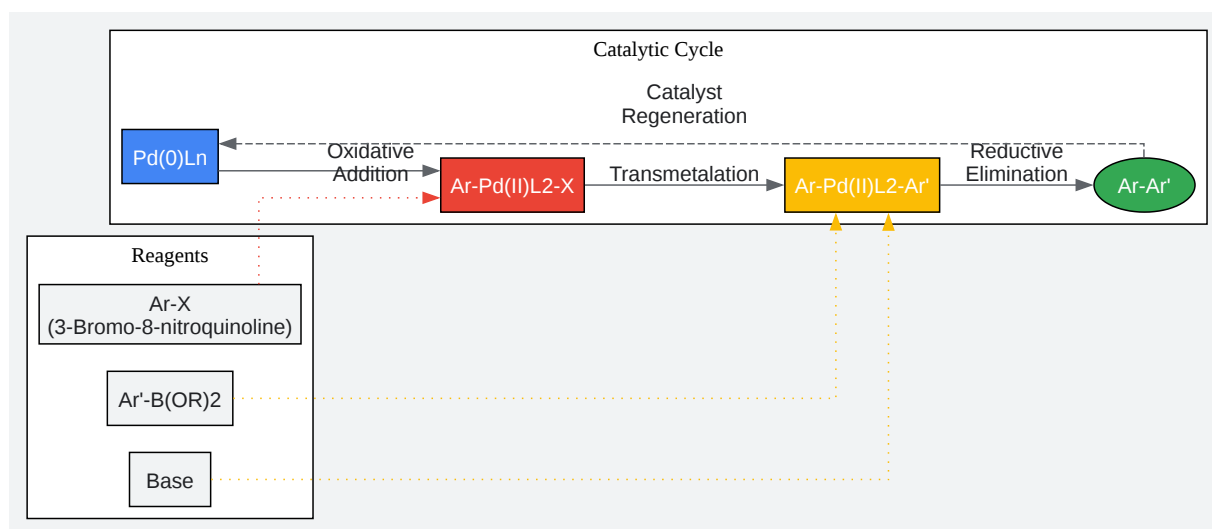 Catalytic Cycle
Catalyst
Regeneration
Pd(0)Ln
Oxidative
Addition
Ar-Pd(II)L2-X
Transmetalation
Ar-Pd(II)L2-Ar'
Reductive
Elimination
Ar-Ar'
Reagents
Ar-X
(3-Bromo-8-nitroquinoline)
Ar'-B(OR)2
Base